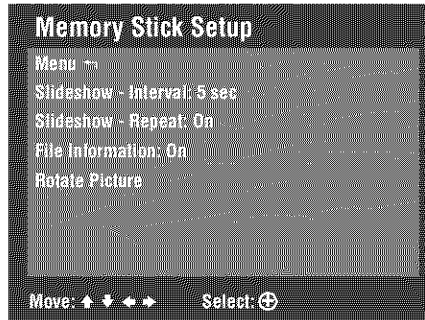 Memory Stick Setup
Menu
Slideshow - Interval: 5 sec
Slideshow - Repeat: On
File Information: On
Rotate Picture
Move: Select: